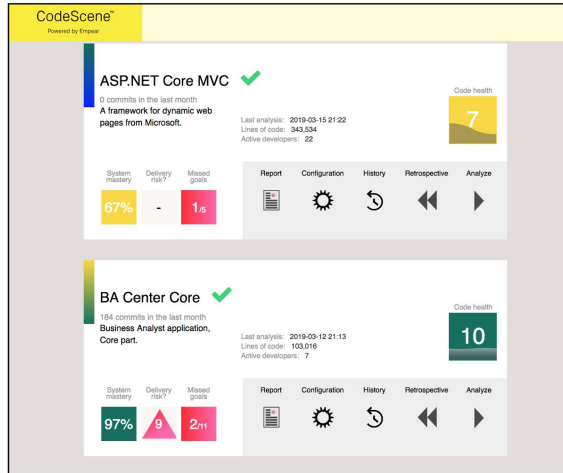 CodeScene™
Powered by Empear
ASP.NET Core MVC
0 commits in the last month
A framework for dynamic web
pages from Microsoft.
Last analysis: 2019-03-15 21:22
Lines of code: 343,534
Active developers: 22
Code health
7
System mastery
Delivery risk?
Missed goals
67%
-
1/5
Report Configuration History Retrospective Analyze
BA Center Core
184 commits in the last month
Business Analyst application,
Core part.
Last analysis: 2019-03-12 21:13
Lines of code: 103,016
Active developers: 7
Code health
10
System mastery
Delivery risk?
Missed goals
97%
9
2/11
Report Configuration History Retrospective Analyze